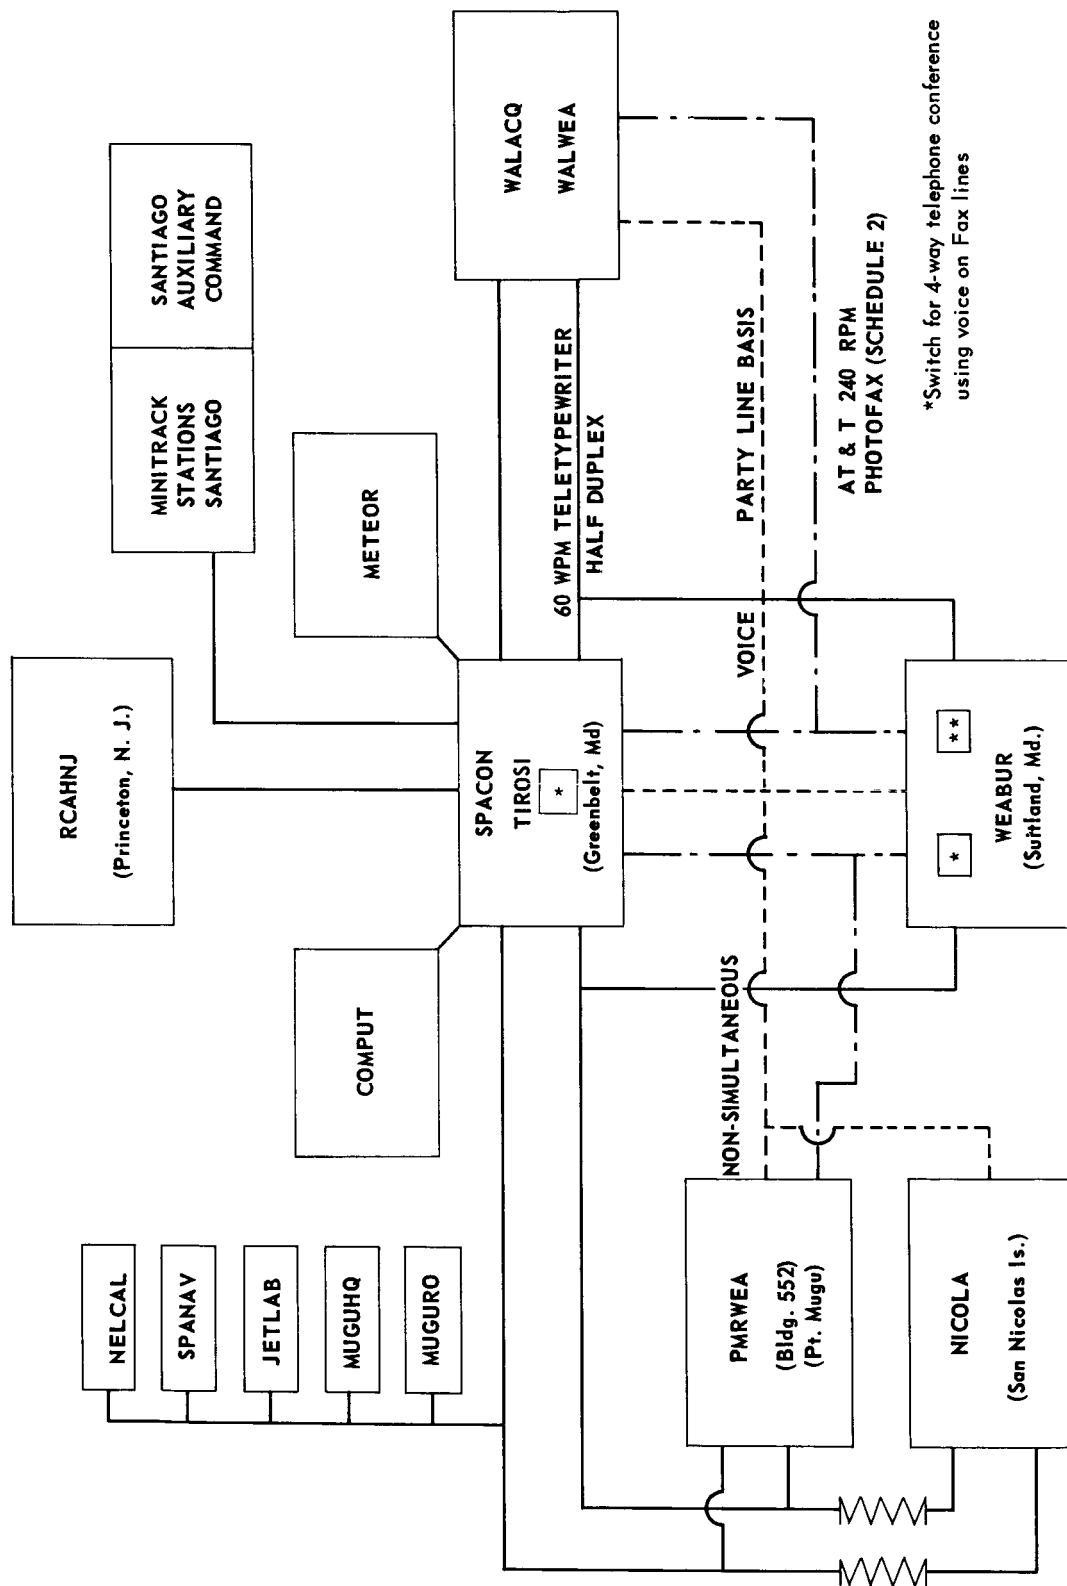 RCAHNJ
(Princeton, N. J.)
MINITRACK
STATIONS
SANTIAGO
SANTIAGO
AUXILIARY
COMMAND
NELCAL
SPANAV
JETLAB
MUGUHQ
MUGURO
COMPUT
METEOR
SPACON
TIROSI
*
(Greenbelt, Md)
WALACQ
WALWEA
60 WPM TELETYPEWRITER
HALF DUPLEX
NON-SIMULTANEOUS
VOICE
PARTY LINE BASIS
AT & T 240 RPM
PHOTOFAX (SCHEDULE 2)
PMRWEA
(Bldg. 552)
(Pt. Mugu)
NICOLA
(San Nicolas Is.)
*
**
WEABUR
(Suttland, Md.)
*Switch for 4-way telephone conference
using voice on Fax lines